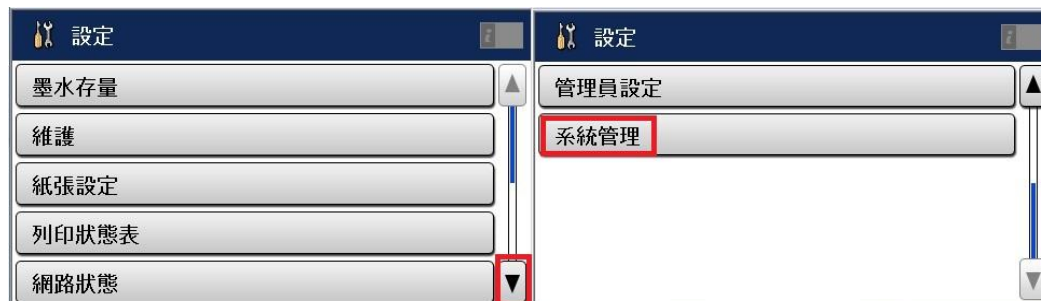 設定
墨水存量
維護
紙張設定
列印狀態表
網路狀態
設定
管理員設定
系統管理